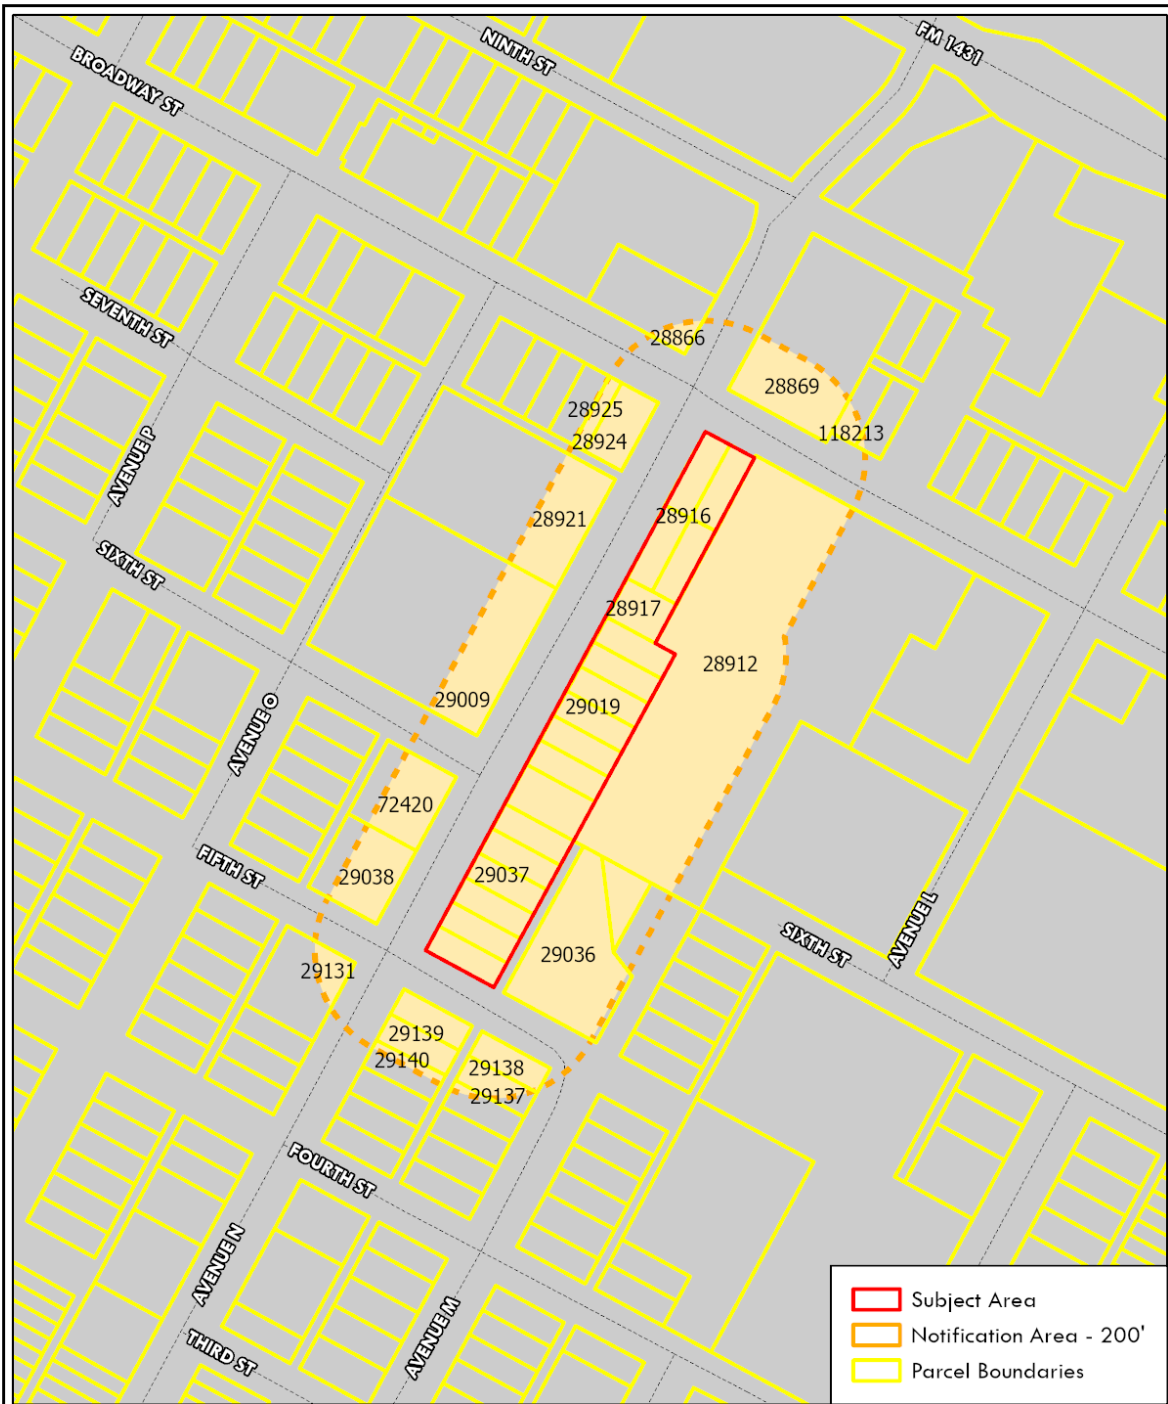 NINTH ST
FM 1431
BROADWAY ST
SEVENTH ST
28866
28869
28925
118213
28924
AVENUE P
28916
28921
SIXTH ST
28917
28912
29009
29019
AVENUE O
72420
FIFTH ST
29038
29037
AVENUE L
SIXTH ST
29036
29131
29139
29140
29138
29137
FOURTH ST
AVENUE N
AVENUE M
THIRD ST
Subject Area
Notification Area - 200'
Parcel Boundaries